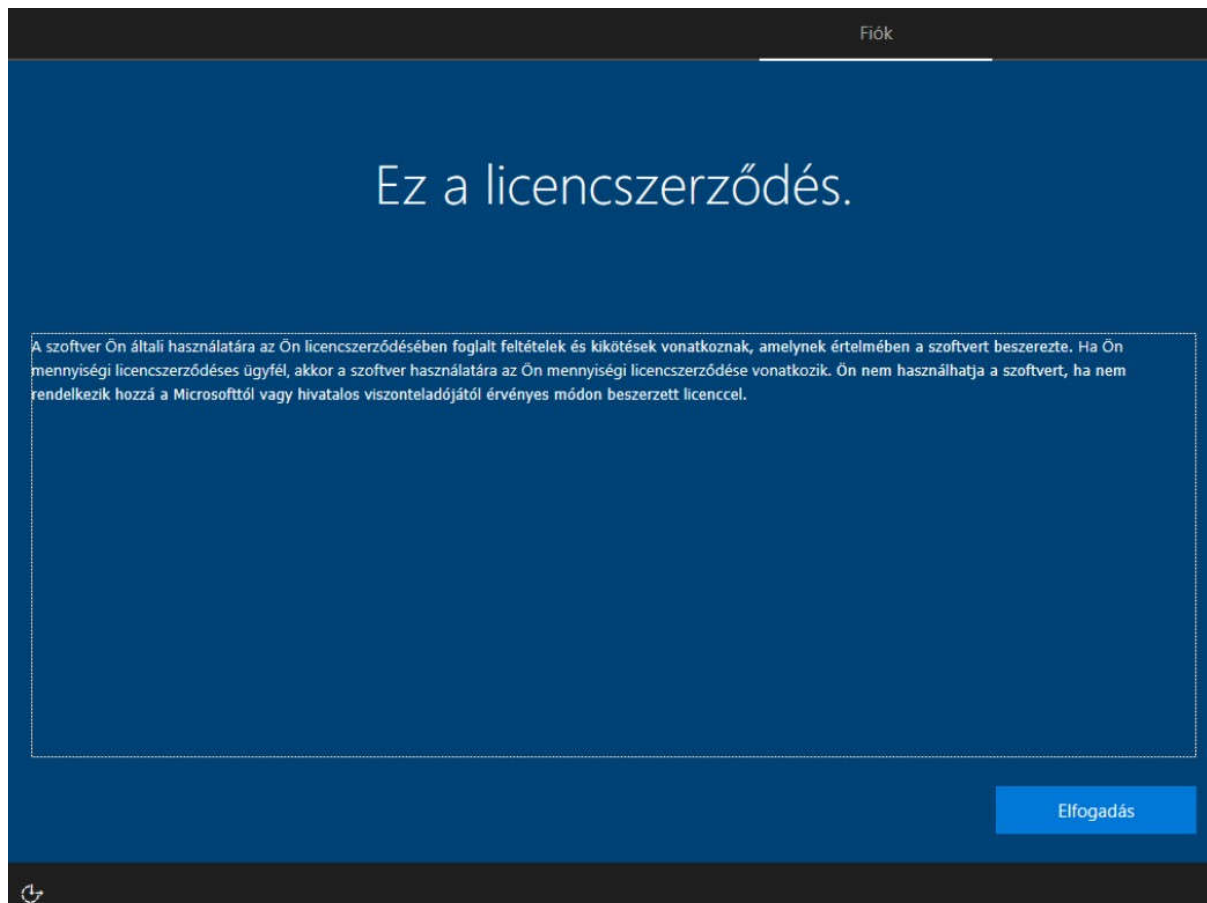 Fiók
Ez a licencszerződés.
A szoftver Ön általi használatára az Ön licencszerződésében foglalt feltételek és kikötések vonatkoznak, amelynek értelmében a szoftvert beszerezte. Ha Ön
mennyiségi licencszerződéses ügyfél, akkor a szoftver használatára az Ön mennyiségi licencszerződése vonatkozik. Ön nem használhatja a szoftvert, ha nem
rendelkezik hozzá a Microsofttól vagy hivatalos viszonteladójától érvényes módon beszerzett licenccel.
Elfogadás